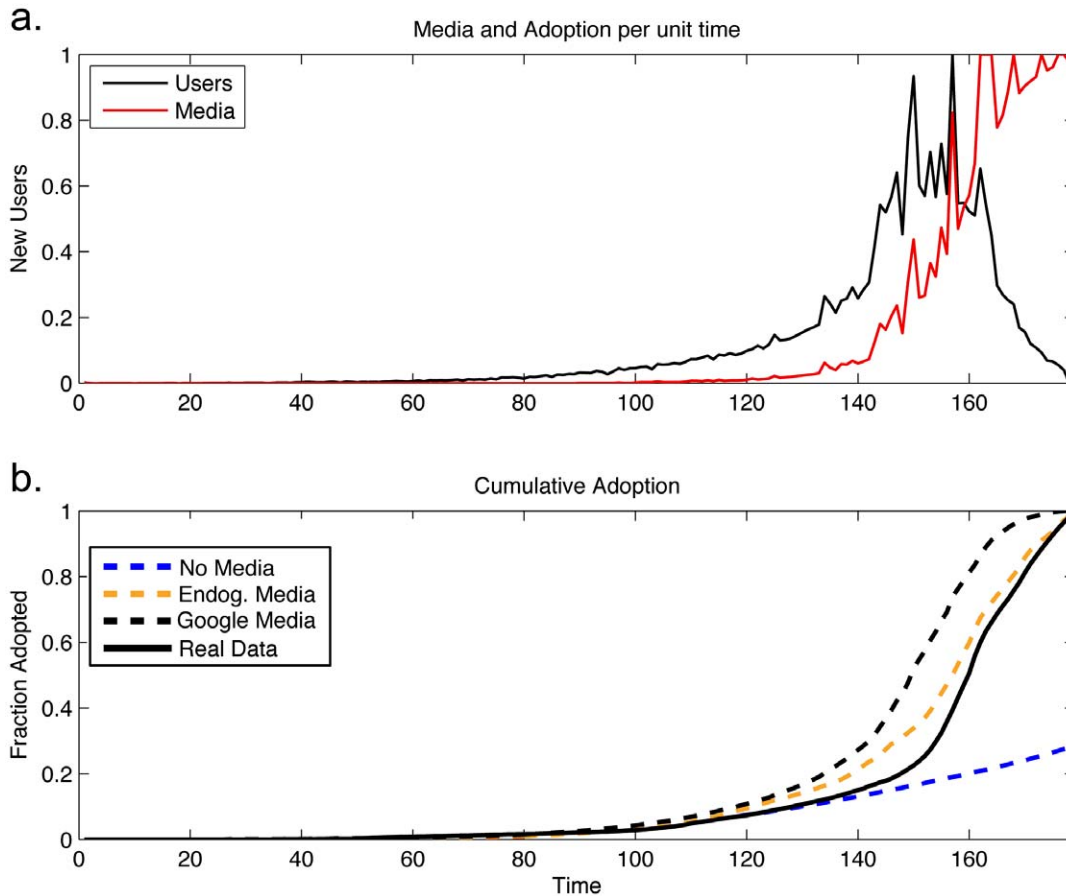 a.
Media and Adoption per unit time
1
0.8
0.6
0.4
0.2
0
New Users
Users
Media
0 20 40 60 80 100 120 140 160
b.
Cumulative Adoption
1
0.8
0.6
0.4
0.2
0
Fraction Adopted
No Media
Endog. Media
Google Media
Real Data
0 20 40 60 80 100 120 140 160
Time